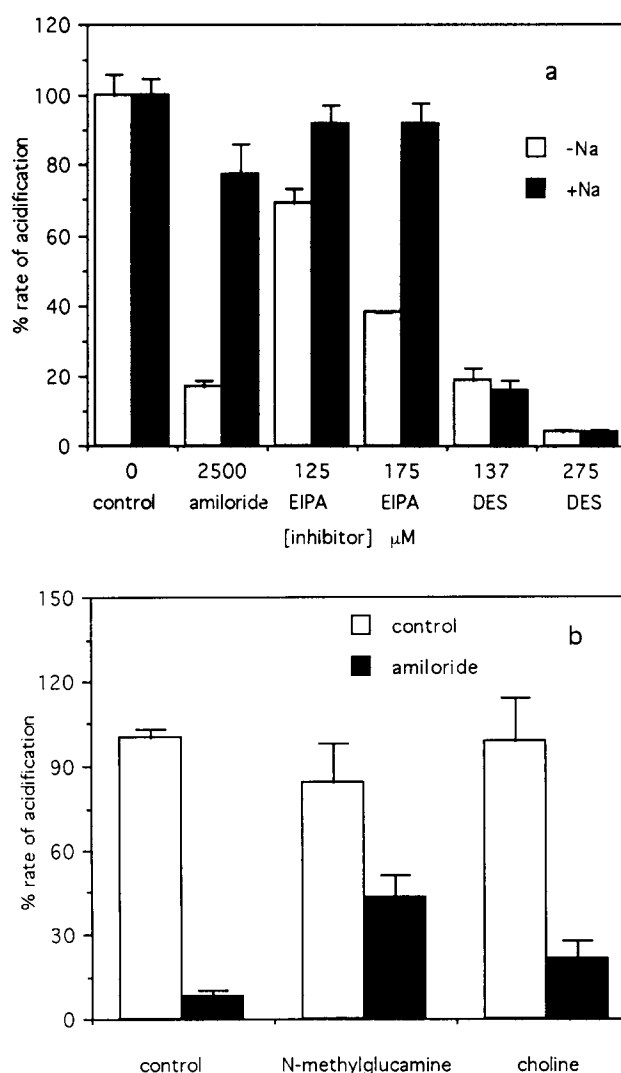 120
a
100
-Na
+Na
80
60
40
20
0
% rate of acidification
0 2500 125 175 137 275
control amiloride EIPA EIPA DES DES
[inhibitor] μM
150
control
b
amiloride
120
90
60
30
0
% rate of acidification
control N-methylglucamine choline